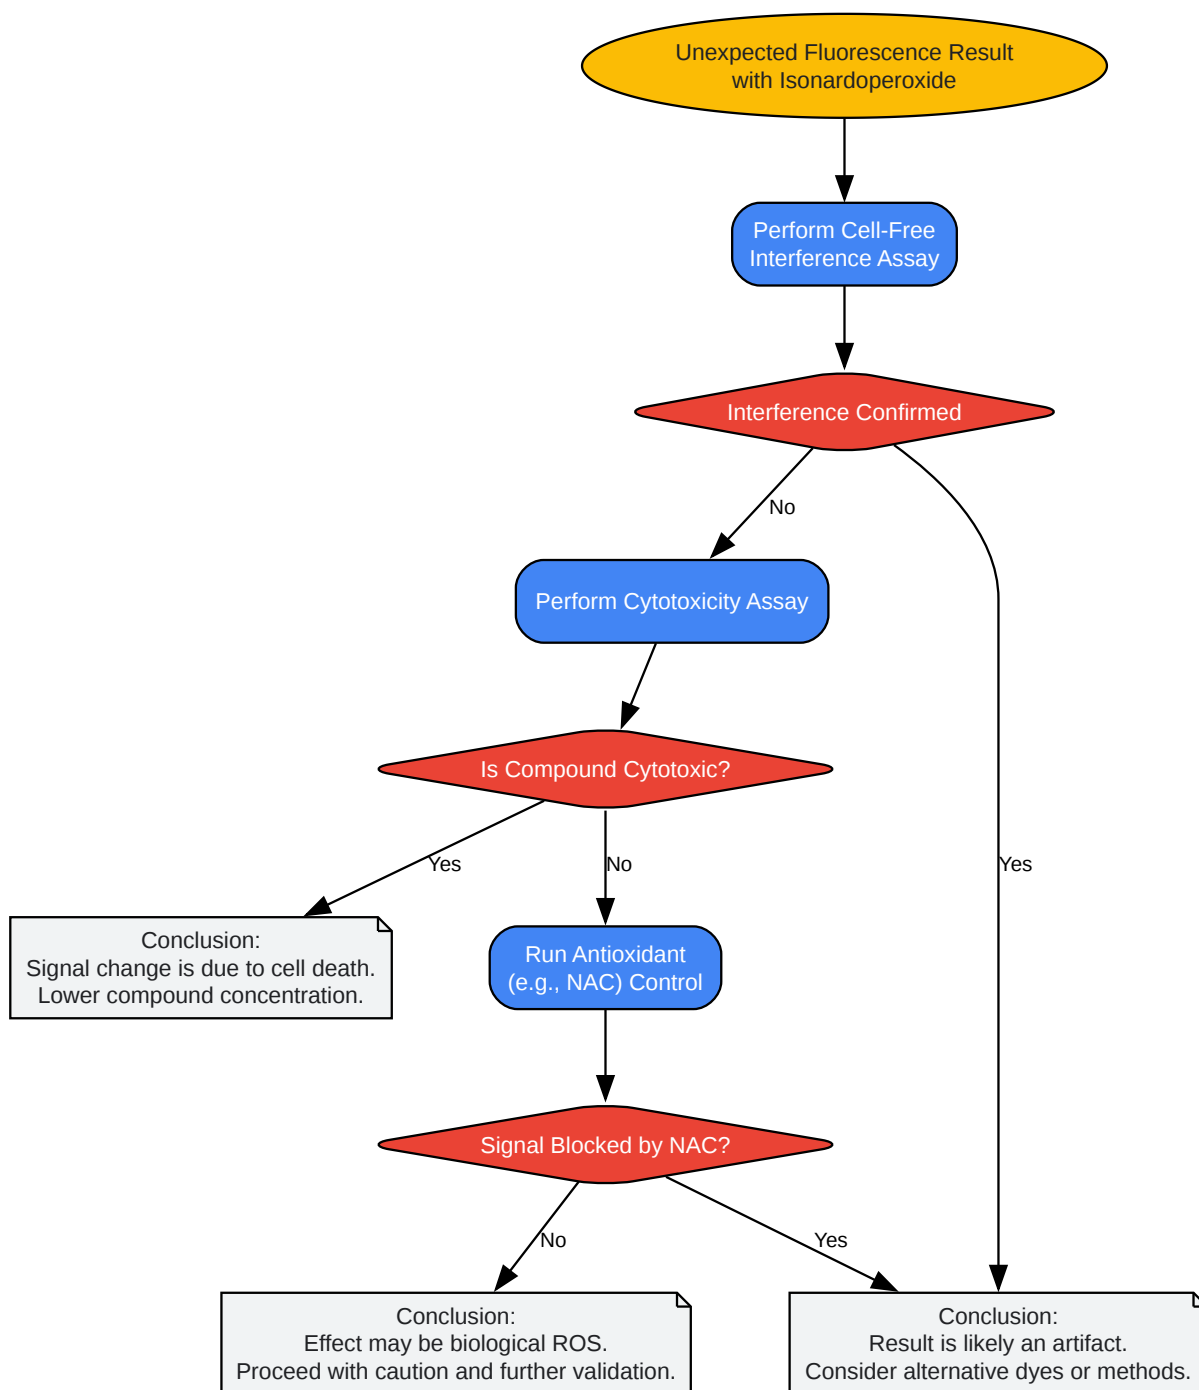 Unexpected Fluorescence Result
with Isonardoperoxide
Perform Cell-Free
Interference Assay
Interference Confirmed
No
Perform Cytotoxicity Assay
Is Compound Cytotoxic?
Yes
No
Yes
Conclusion:
Signal change is due to cell death.
Lower compound concentration.
Run Antioxidant
(e.g., NAC) Control
Signal Blocked by NAC?
No
Yes
Conclusion:
Effect may be biological ROS.
Proceed with caution and further validation.
Conclusion:
Result is likely an artifact.
Consider alternative dyes or methods.